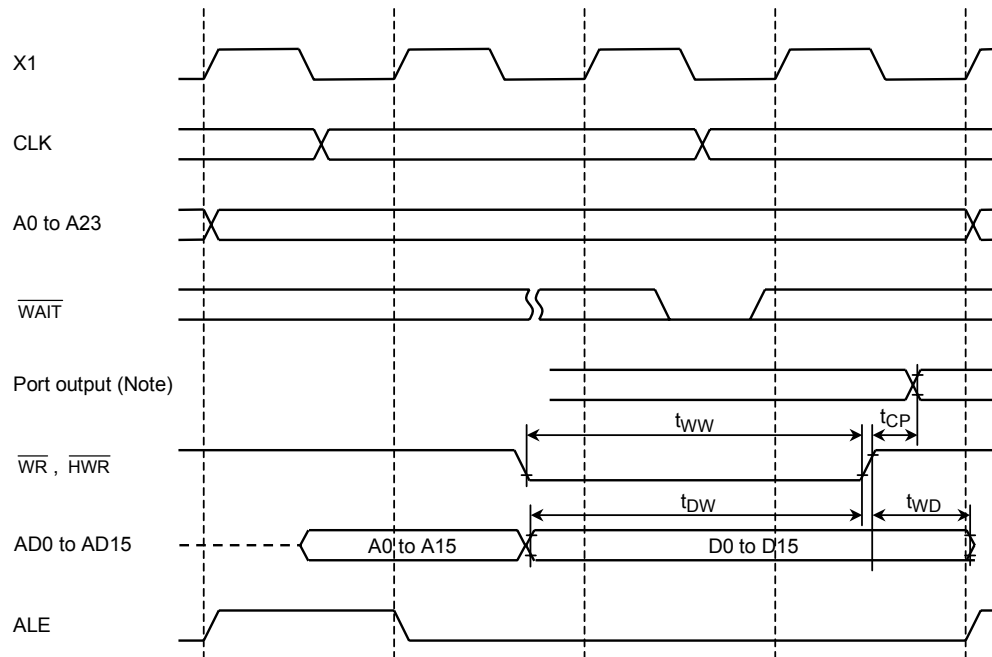 X1
CLK
A0 to A23
WAIT
Port output (Note)
tCP
tWW
WR , HWR
tDW
tWD
AD0 to AD15
A0 to A15
D0 to D15
ALE